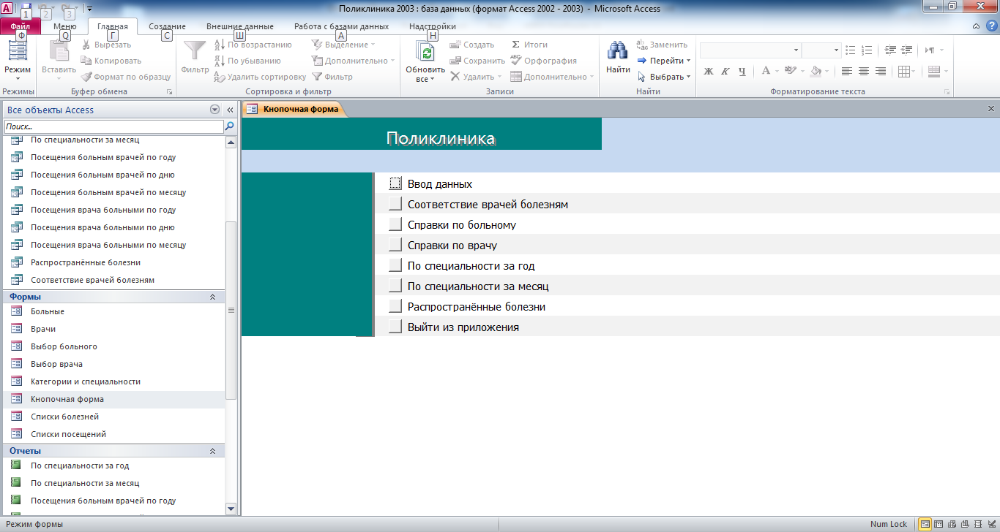 Поликлиника 2003 : база данных (формат Access 2002 - 2003) - Microsoft Access
1 2 3
Файл Меню Главная Создание Внешние данные Работа с базами данных Надстройки
Ф Q Г С Ш А Н
Режим
Режимы
Вставить
Вырезать
Копировать
Формат по образцу
Буфер обмена
Фильтр
По возрастанию
По убыванию
Удалить сортировку
Выделение
Дополнительно
Фильтр
Сортировка и фильтр
Обновить
все
Создать
Сохранить
Удалить
Итоги
Орфография
Дополнительно
Записи
Найти
Заменить
Перейти
Выбрать
Найти
Ж К Ч
Форматирование текста
Все объекты Access
Поиск...
По специальности за месяц
Посещения больным врачей по году
Посещения больным врачей по дню
Посещения больным врачей по месяцу
Посещения врача больными по году
Посещения врача больными по дню
Посещения врача больными по месяцу
Распространённые болезни
Соответствие врачей болезням
Формы
Больные
Врачи
Выбор больного
Выбор врача
Категории и специальности
Кнопочная форма
Списки болезней
Списки посещений
Отчеты
По специальности за год
По специальности за месяц
Посещения больным врачей по году
Кнопочная форма
Поликлиника
Ввод данных
Соответствие врачей болезням
Справки по больному
Справки по врачу
По специальности за год
По специальности за месяц
Распространённые болезни
Выйти из приложения
Режим формы
Num Lock